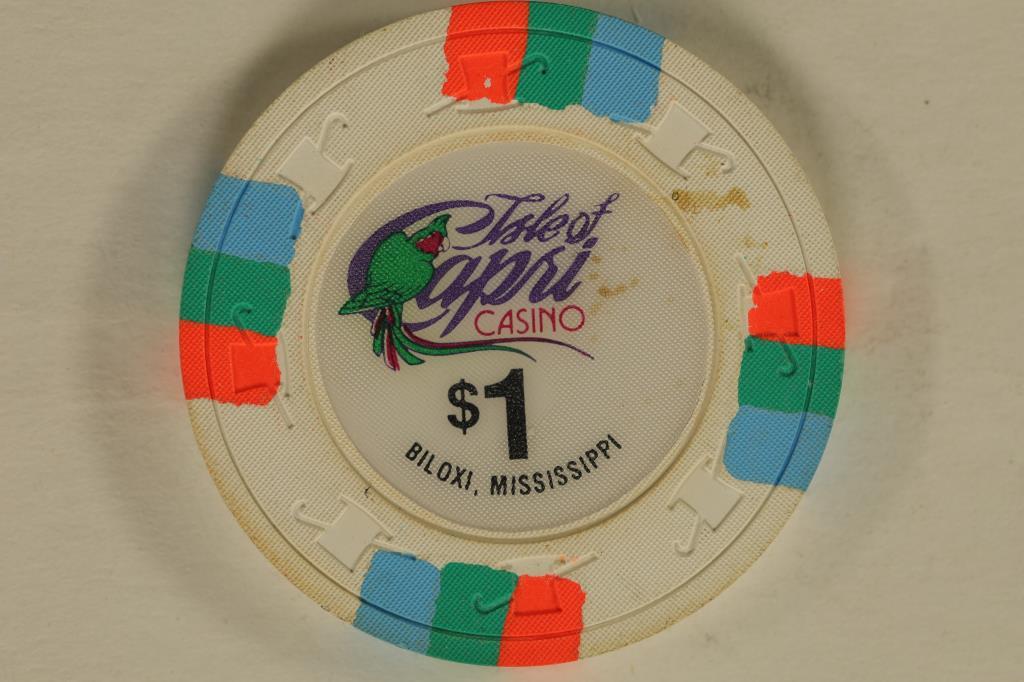 Isle of
Capri
CASINO
$1
BILOXI, MISSISSIPPI